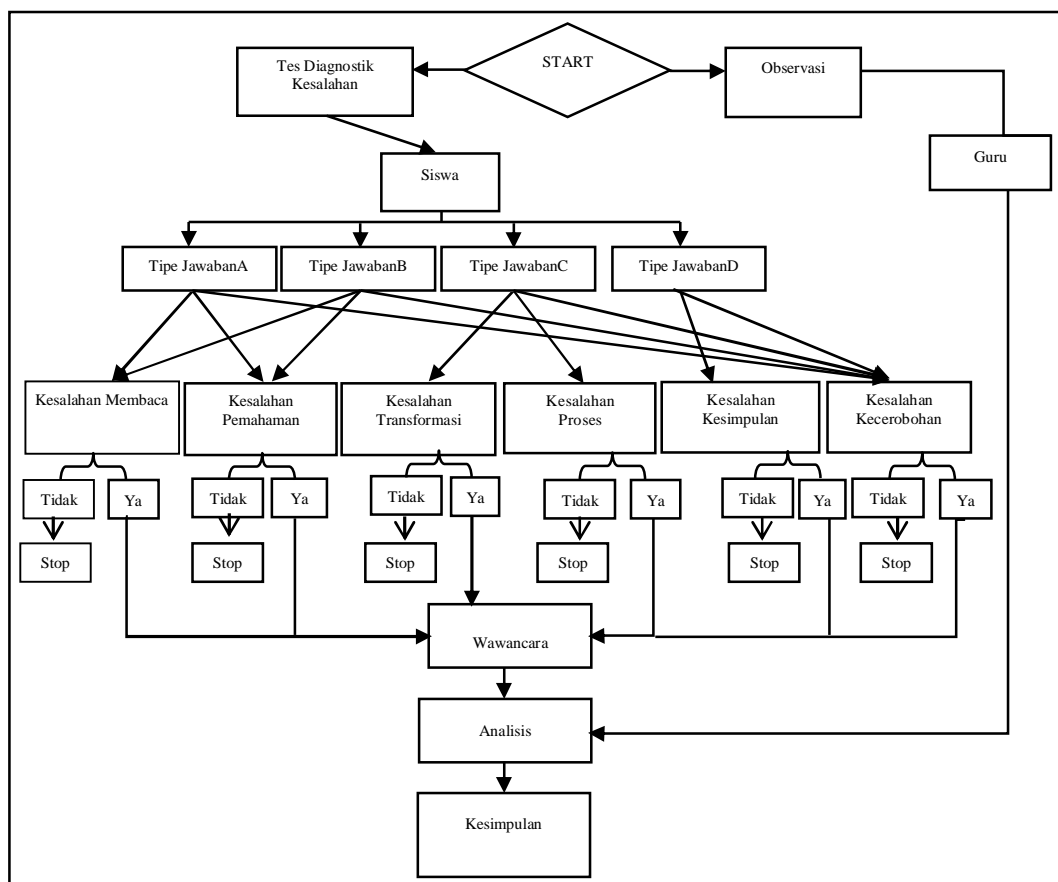 START
Tes Diagnostik
Kesalahan
Observasi
Guru
Siswa
Tipe JawabanA
Tipe JawabanB
Tipe JawabanC
Tipe JawabanD
Kesalahan Membaca
Kesalahan
Pemahaman
Kesalahan
Transformasi
Kesalahan
Proses
Kesalahan
Kesimpulan
Kesalahan
Kecerobohan
Tidak
Ya
Tidak
Ya
Tidak
Ya
Tidak
Ya
Tidak
Ya
Tidak
Ya
Stop
Stop
Stop
Stop
Stop
Stop
Wawancara
Analisis
Kesimpulan